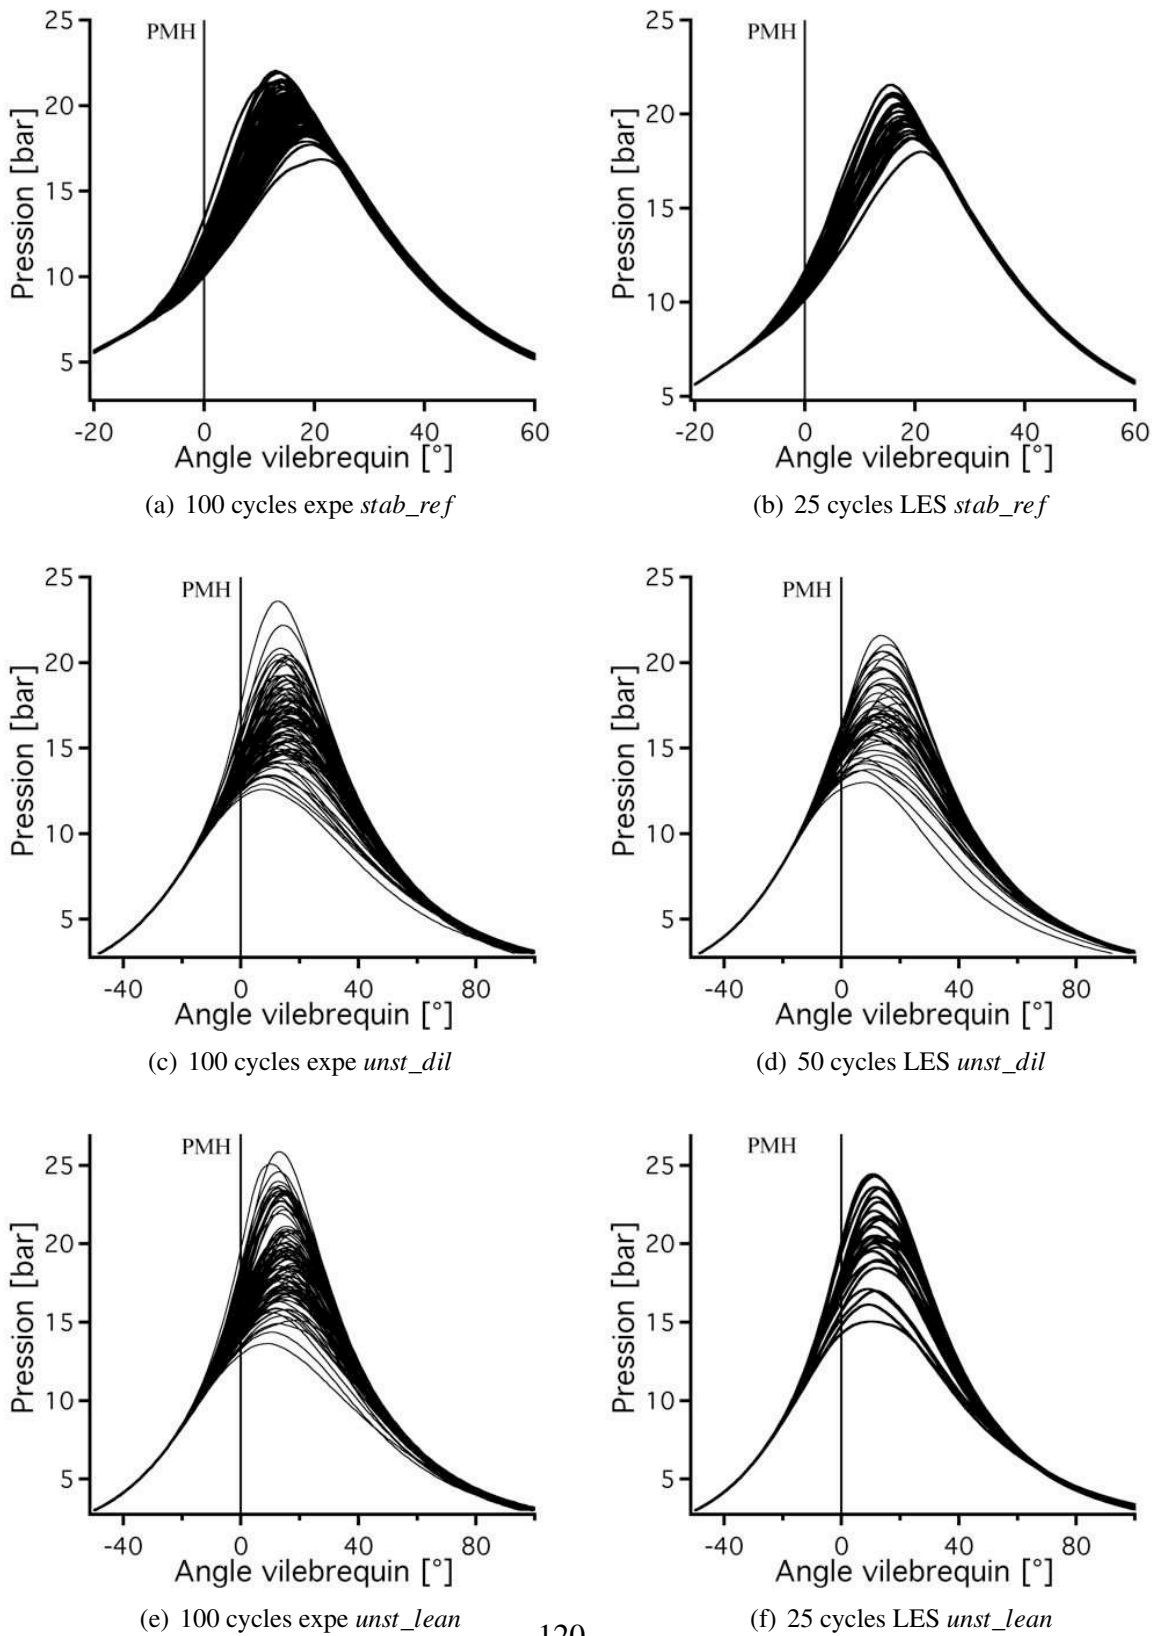 25
PMH
20
15
10
5
Pression [bar]
-20 0 20 40 60
Angle vilebrequin [°]
(a) 100 cycles expe stab_ref
25
PMH
20
15
10
5
Pression [bar]
-20 0 20 40 60
Angle vilebrequin [°]
(b) 25 cycles LES stab_ref
25
PMH
20
15
10
5
Pression [bar]
-40 0 40 80
Angle vilebrequin [°]
(c) 100 cycles expe unst_dil
25
PMH
20
15
10
5
Pression [bar]
-40 0 40 80
Angle vilebrequin [°]
(d) 50 cycles LES unst_dil
PMH
25
20
15
10
5
Pression [bar]
-40 0 40 80
Angle vilebrequin [°]
(e) 100 cycles expe unst_lean
PMH
25
20
15
10
5
Pression [bar]
-40 0 40 80
Angle vilebrequin [°]
(f) 25 cycles LES unst_lean
120